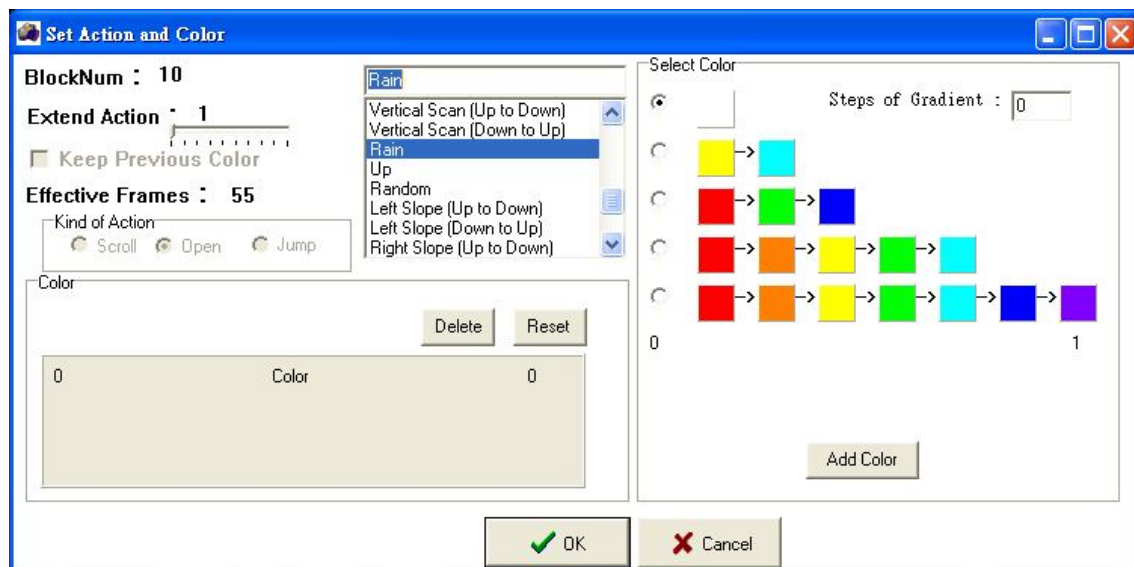 Set Action and Color
BlockNum : 10
Extend Action : 1
Keep Previous Color
Effective Frames : 55
Kind of Action
Scroll Open Jump
Rain
Vertical Scan (Up to Down)
Vertical Scan (Down to Up)
Rain
Up
Random
Left Slope (Up to Down)
Left Slope (Down to Up)
Right Slope (Up to Down)
Color
Delete Reset
0 Color 0
Select Color
Steps of Gradient : 0
->
-> ->
-> -> -> ->
-> -> -> -> -> ->
0 1
Add Color
OK Cancel